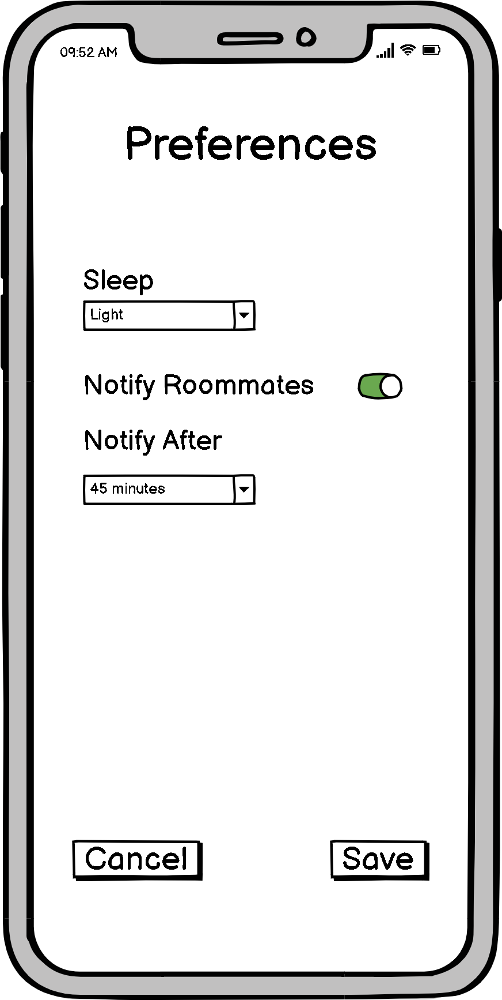 09:52 AM
Preferences
Sleep
Light
Notify Roommates
Notify After
45 minutes
Cancel
Save